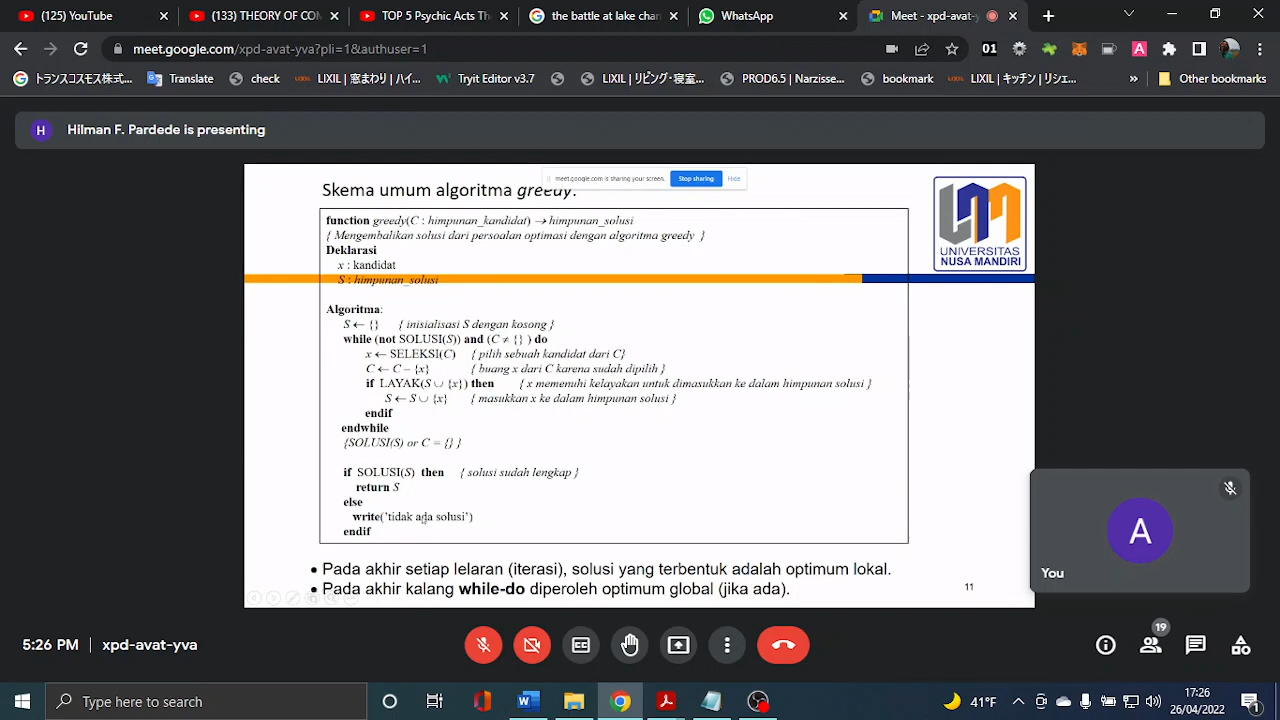 (125) YouTube
(133) THEORY OF CON
TOP 5 Psychotic Th
the battle at lake chan
WhatsApp
Meet - xpd-avat-y
meet.google.com/xpd-avat-yva?pli=1&authuser=1
トランスコスモス株式...
Translate
check
LIXIL | 窓まわり / ハイ...
Tryit Editor v3.7
LIXIL | リビング・寝室...
PROD6.5) | Narzisse...
bookmark
LIXIL | キッチン | リシェ...
»
Other bookmarks
H
Hilman F. Pardede is presenting
meet.google.com is sharing your screen.
Stop sharing
Hide
Skema umum algoritma greedy:
UNIVERSITAS
NUSA MANDIRI
function greedy(C : himpunan_kandidat) → himpunan_solusi
{ Mengembalikan solusi dari persoalan optimasi dengan algoritma greedy }
Deklarasi
x : kandidat
S : himpunan_solusi
Algoritma:
S ← {} { inisialisasi S dengan kosong }
while (not SOLUSI(S)) and (C ≠ {} ) do
x ← SELEKSI(C) { pilih sebuah kandidat dari C}
C ← C – {x} { buang x dari C karena sudah dipilih }
if LAYAK(S ∪ {x}) then { x memenuhi kelayakan untuk dimasukkan ke dalam himpunan solusi }
S ← S ∪ {x} { masukkan x ke dalam himpunan solusi }
endif
endwhile
{SOLUSI(S) or C = {} }
if SOLUSI(S) then { solusi sudah lengkap }
return S
else
write('tidak ada solusi')
endif
• Pada akhir setiap lelaran (iterasi), solusi yang terbentuk adalah optimum lokal.
• Pada akhir kalang while-do diperoleh optimum global (jika ada).
11
A
You
5:26 PM | xpd-avat-yva
19
Type here to search
41°F
17:26
26/04/2022